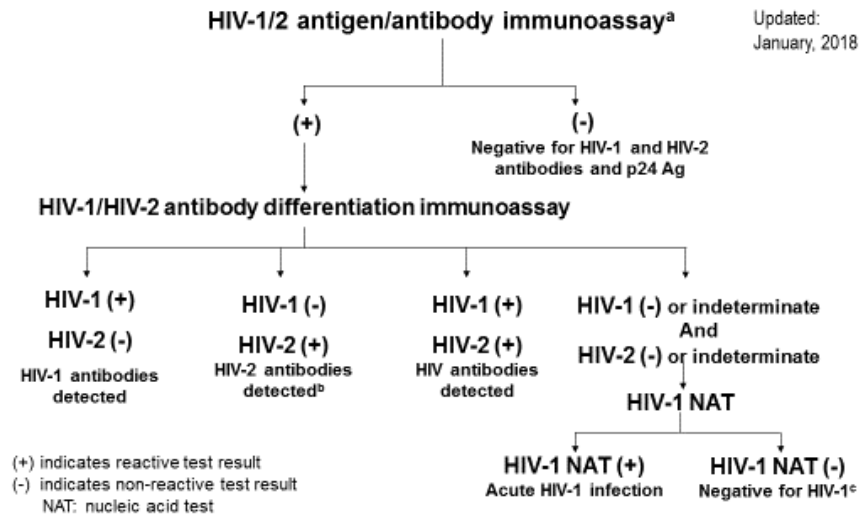 HIV-1/2 antigen/antibody immunoassayᵃ
Updated:
January, 2018
(+)
(-)
Negative for HIV-1 and HIV-2
antibodies and p24 Ag
HIV-1/HIV-2 antibody differentiation immunoassay
HIV-1 (+)
HIV-2 (-)
HIV-1 antibodies
detected
HIV-1 (-)
HIV-2 (+)
HIV-2 antibodies
detectedᵇ
HIV-1 (+)
HIV-2 (+)
HIV antibodies
detected
HIV-1 (-) or indeterminate
And
HIV-2 (-) or indeterminate
HIV-1 NAT
HIV-1 NAT (+)
Acute HIV-1 infection
HIV-1 NAT (-)
Negative for HIV-1ᶜ
(+) indicates reactive test result
(-) indicates non-reactive test result
NAT: nucleic acid test